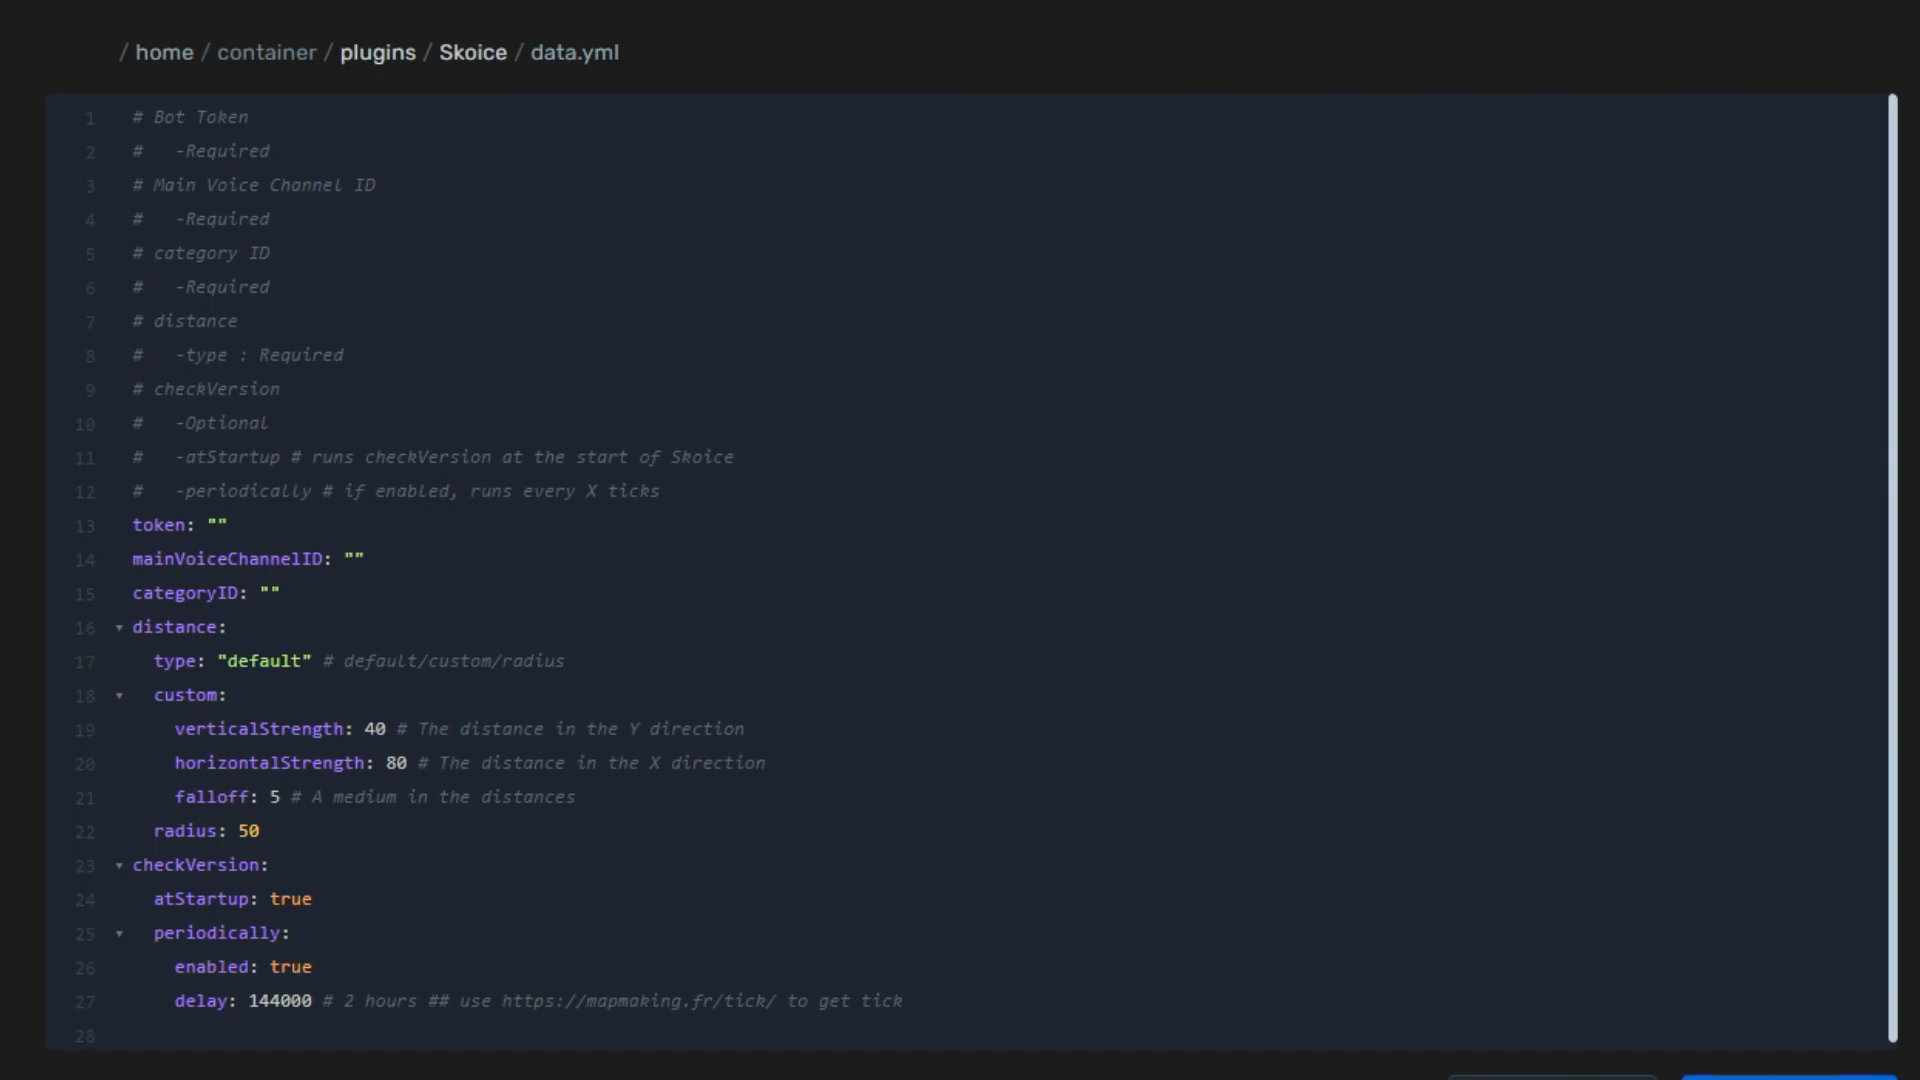 / home / container / plugins / Skoice / data.yml
1 # Bot Token
2 #   -Required
3 # Main Voice Channel ID
4 #   -Required
5 # category ID
6 #   -Required
7 # distance
8 #   -type : Required
9 # checkVersion
10 #   -Optional
11 #   -atStartup # runs checkVersion at the start of Skoice
12 #   -periodically # if enabled, runs every X ticks
13 token: ""
14 mainVoiceChannelID: ""
15 categoryID: ""
16 distance:
17   type: "default" # default/custom/radius
18   custom:
19     verticalStrength: 40 # The distance in the Y direction
20     horizontalStrength: 80 # The distance in the X direction
21     falloff: 5 # A medium in the distances
22   radius: 50
23 checkVersion:
24   atStartup: true
25   periodically:
26     enabled: true
27     delay: 144000 # 2 hours ## use https://mapmaking.fr/tick/ to get tick
28